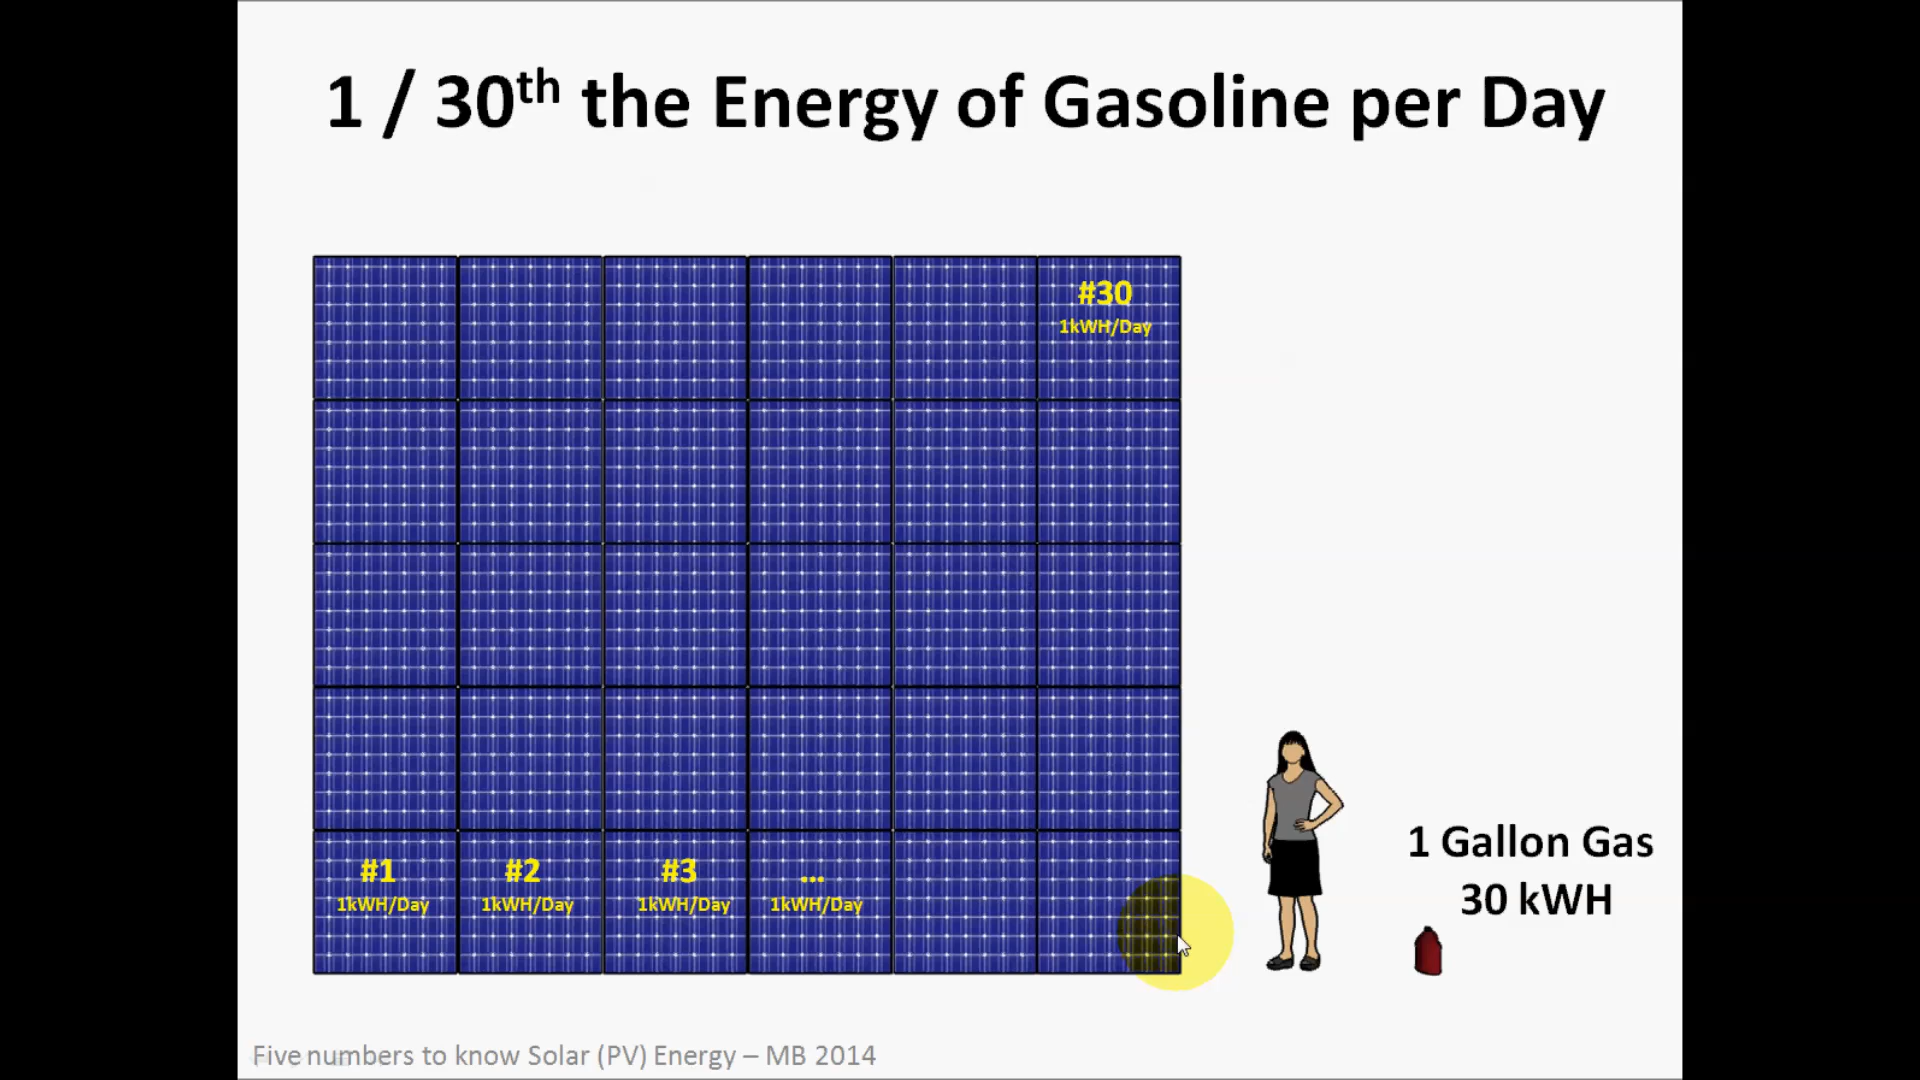 1 / 30th the Energy of Gasoline per Day
#30
1kWH/Day
#1 #2 #3 ...
1kWH/Day 1kWH/Day 1kWH/Day 1kWH/Day
1 Gallon Gas
30 kWH
Five numbers to know Solar (PV) Energy – MB 2014